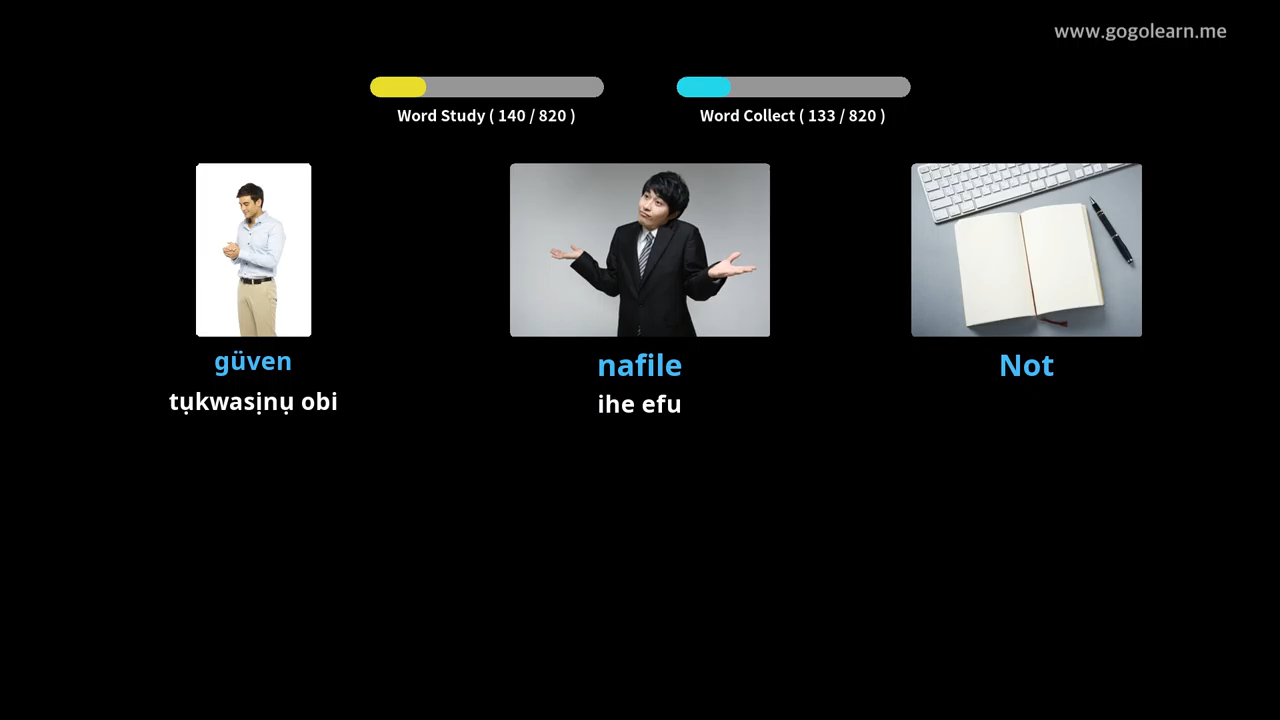 www.gogolearn.me
Word Study ( 140 / 820 )
Word Collect ( 133 / 820 )
güven
tụkwasịnụ obi
nafile
ihe efu
Not